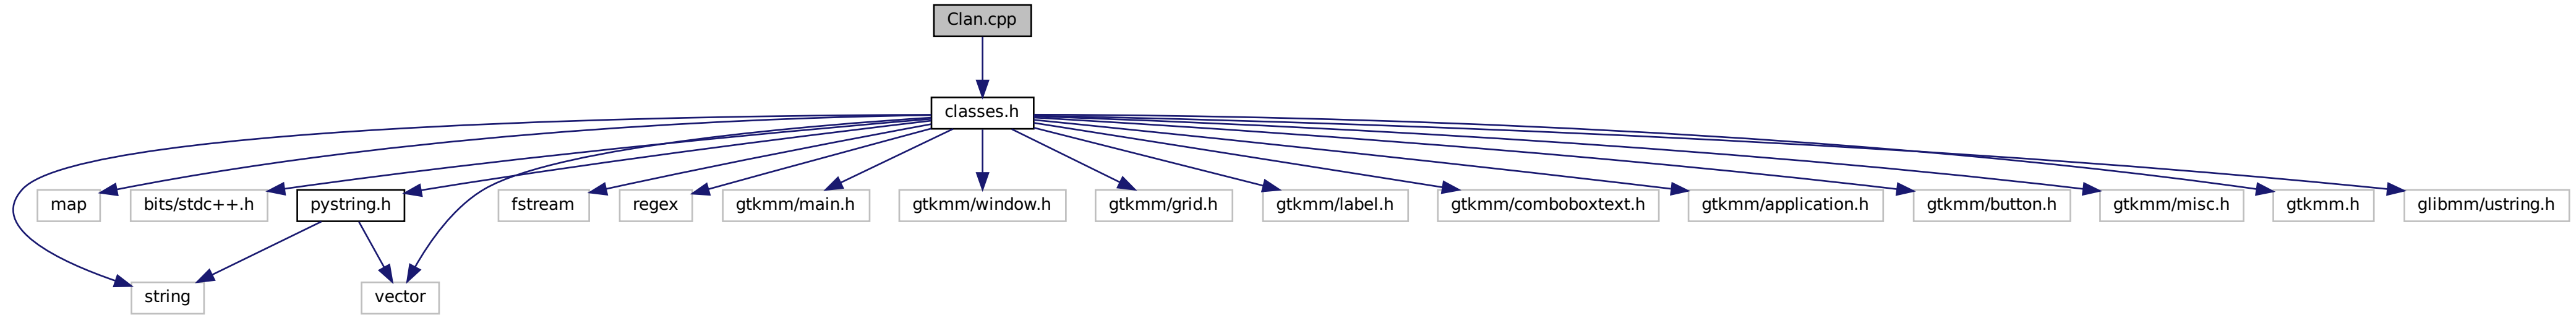 Clan.cpp
classes.h
map
bits/stdc++.h
pystring.h
fstream
regex
gtkmm/main.h
gtkmm/window.h
gtkmm/grid.h
gtkmm/label.h
gtkmm/comboboxtext.h
gtkmm/application.h
gtkmm/button.h
gtkmm/misc.h
gtkmm.h
glibmm/ustring.h
string
vector